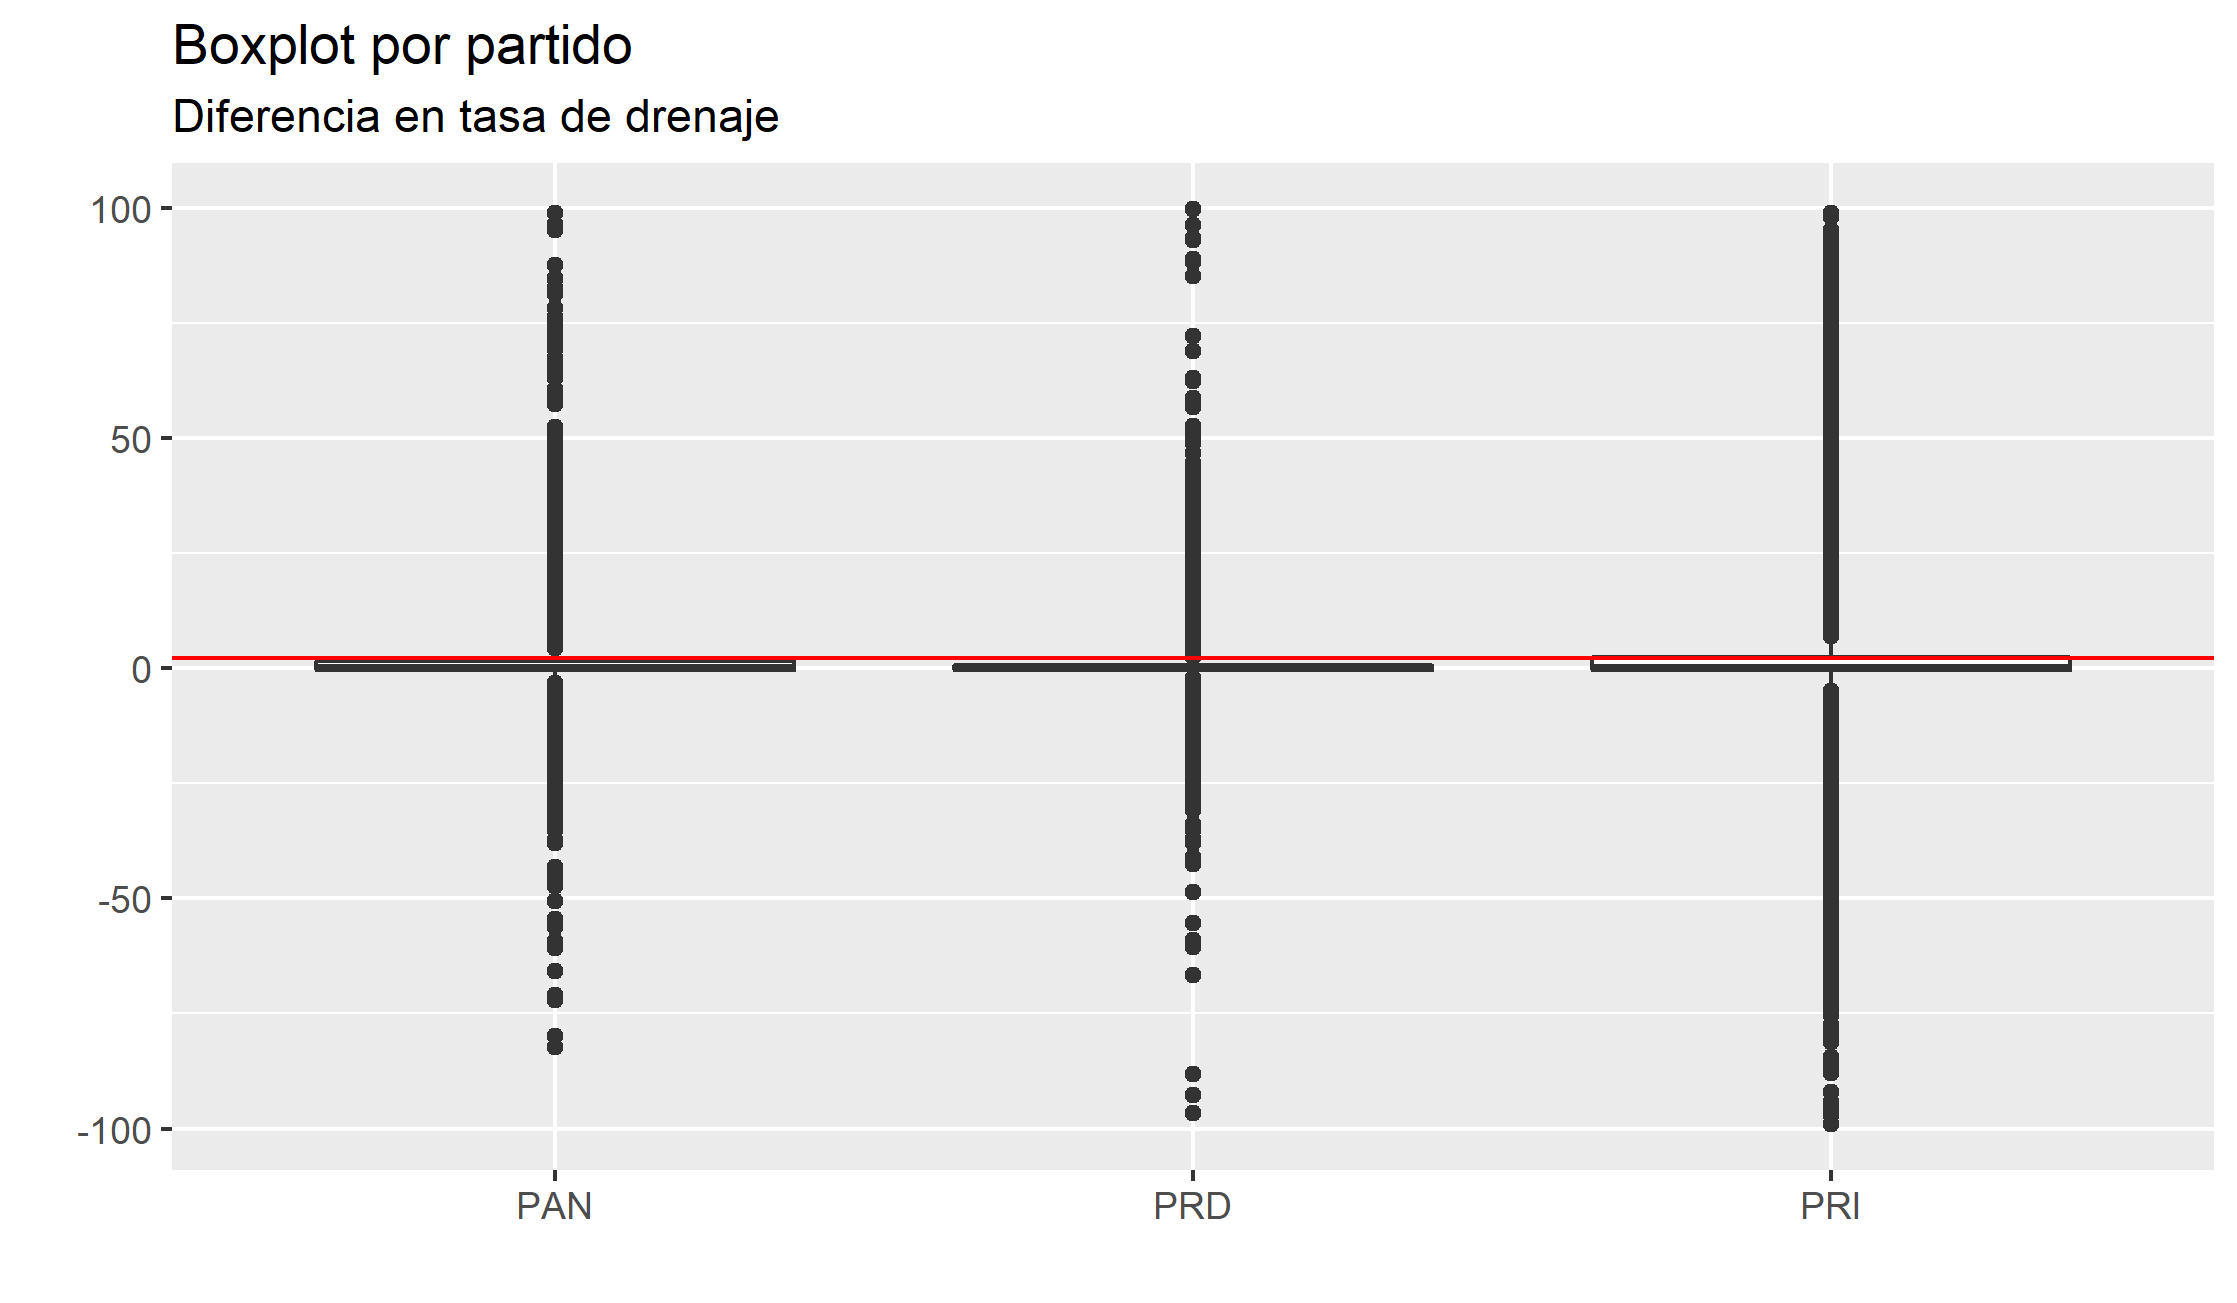 Boxplot por partido
Diferencia en tasa de drenaje
100
50
0
-50
-100
PAN
PRD
PRI